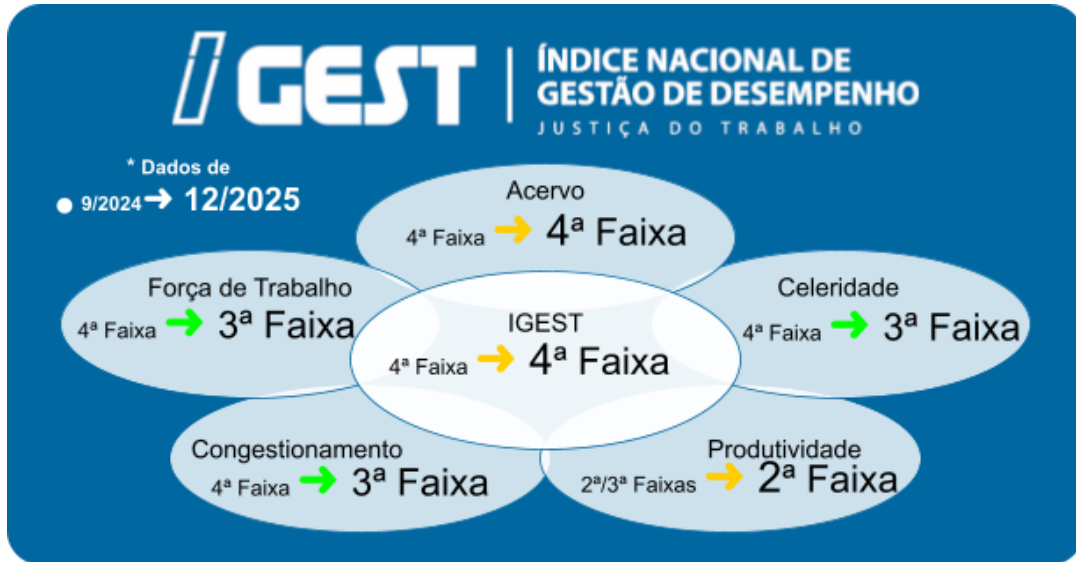 IGEST
ÍNDICE NACIONAL DE
GESTÃO DE DESEMPENHO
JUSTIÇA DO TRABALHO
* Dados de
9/2024 ➜ 12/2025
Acervo
4ª Faixa ➜ 4ª Faixa
Força de Trabalho
4ª Faixa ➜ 3ª Faixa
IGEST
4ª Faixa ➜ 4ª Faixa
Celeridade
4ª Faixa ➜ 3ª Faixa
Congestionamento
4ª Faixa ➜ 3ª Faixa
Produtividade
2ª/3ª Faixas ➜ 2ª Faixa